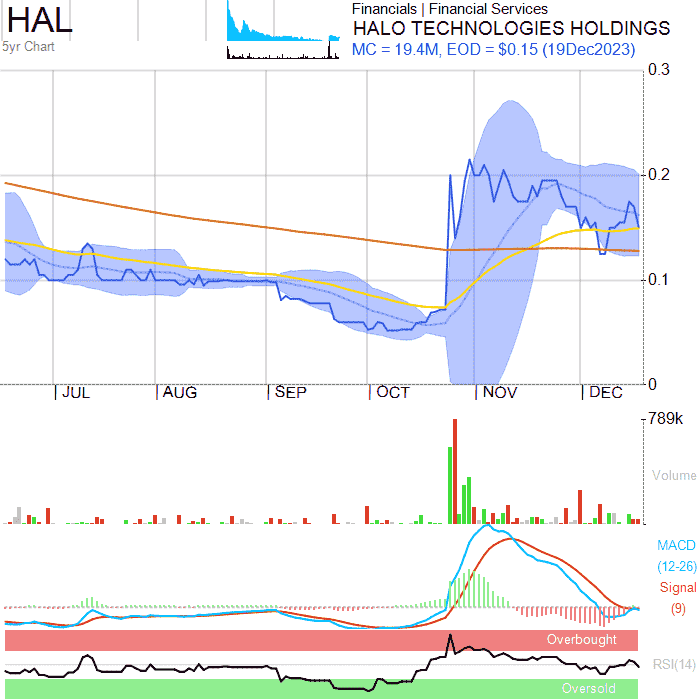 HAL
5yr Chart
Financials | Financial Services
HALO TECHNOLOGIES HOLDINGS
MC = 19.4M, EOD = $0.15 (19Dec2023)
0.3
0.2
0.1
0
JUL
AUG
SEP
OCT
NOV
DEC
789k
Volume
MACD
(12-26)
Signal
(9)
Overbought
RSI(14)
Oversold